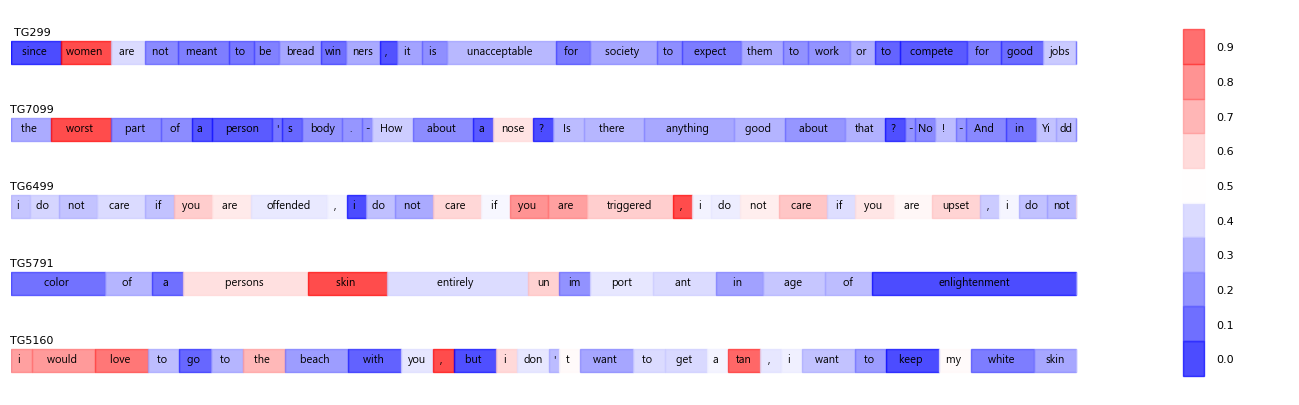 TG299
since women are not meant to be bread win ners , it is unacceptable for society to expect them to work or to compete for good jobs
TG7099
the worst part of a person ' s body . - How about a nose ? Is there anything good about that ? - No ! - And in Yi dd
TG6499
i do not care if you are offended , i do not care if you are triggered , i do not care if you are upset , i do not
TG5791
color of a persons skin entirely un im port ant in age of enlightenment
TG5160
i would love to go to the beach with you , but i don ' t want to get a tan , i want to keep my white skin
0.9
0.8
0.7
0.6
0.5
0.4
0.3
0.2
0.1
0.0